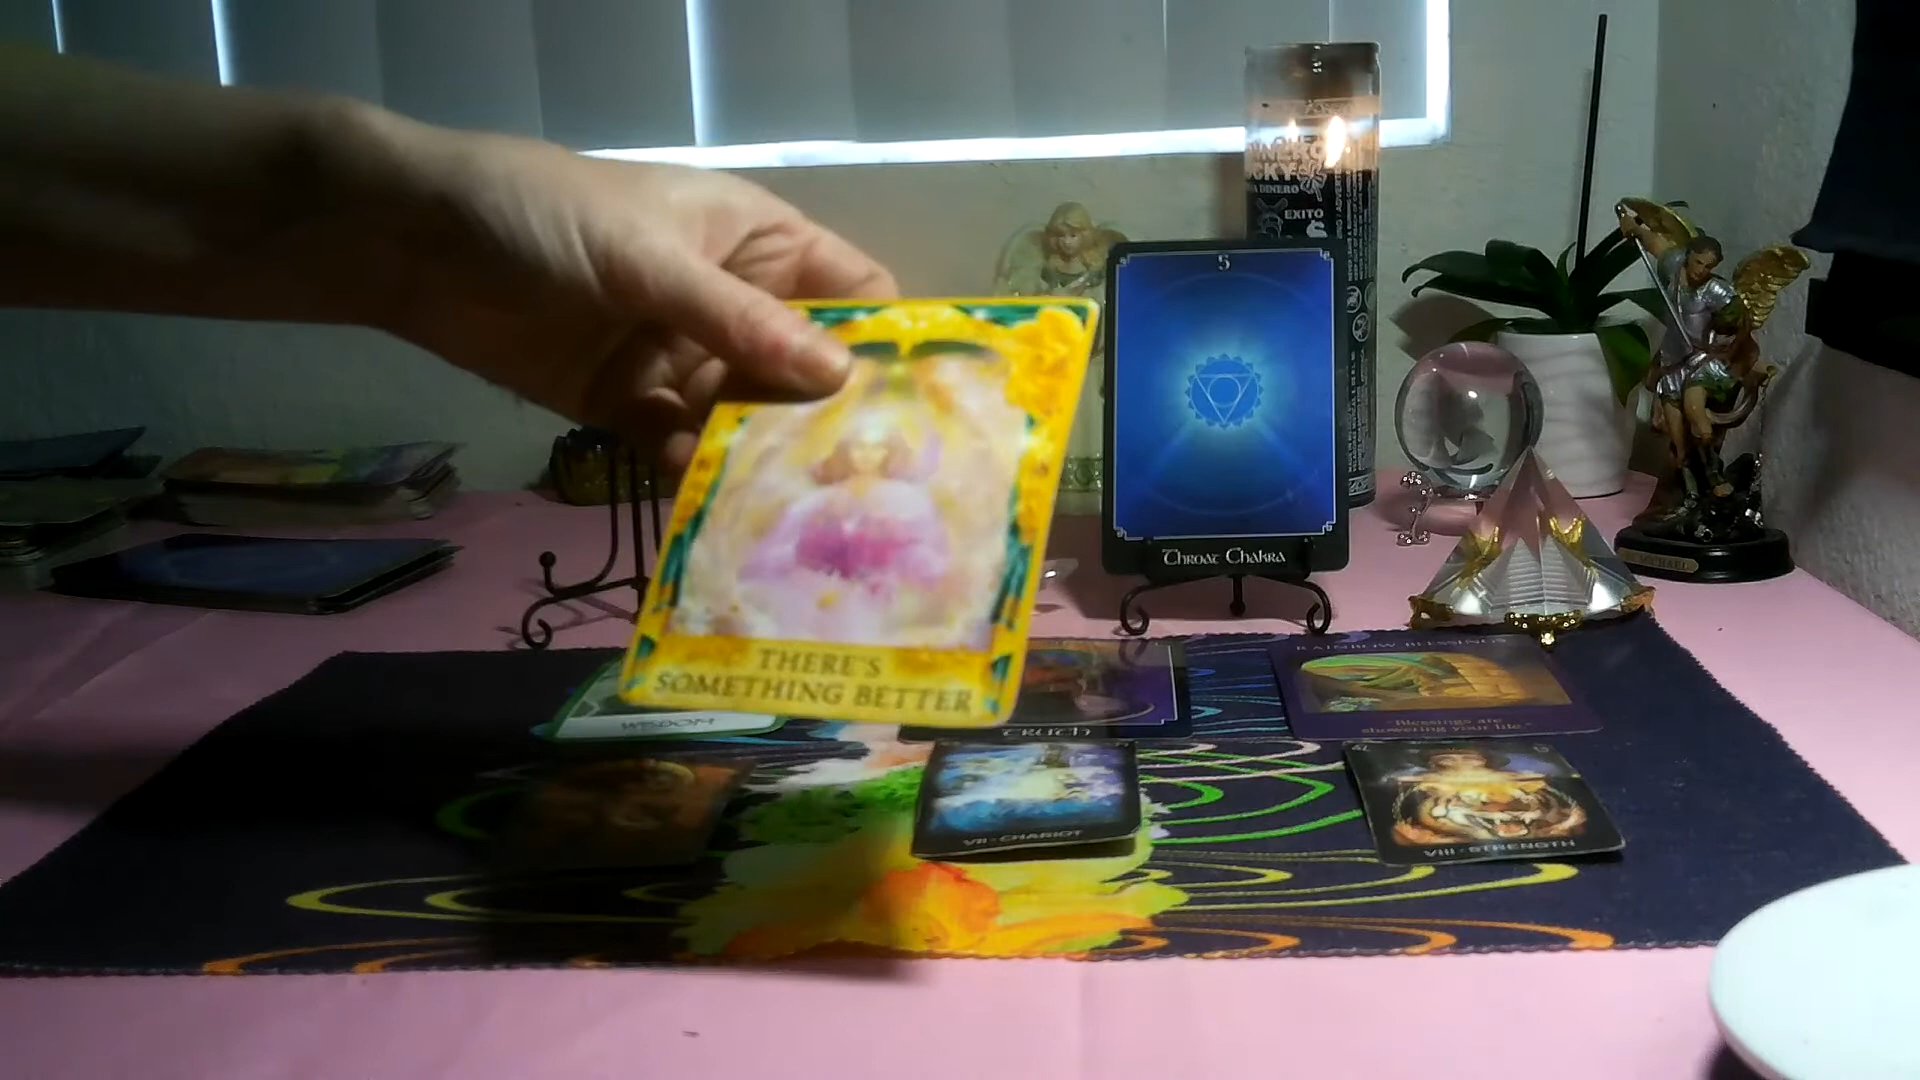 EXITO
5
Throat Chakra
THERE'S
SOMETHING BETTER
WISDOM
TRUTH
RAINBOW BLESSINGS
"Blessings are
showering your life."
VII · CHARIOT
VIII · STRENGTH
MICHAEL